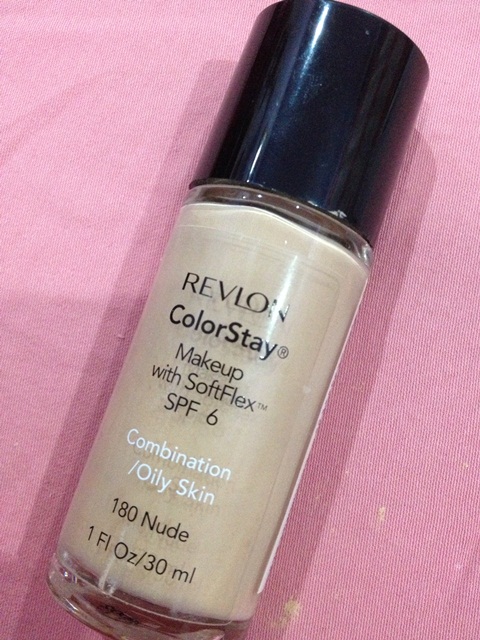 REVLON
ColorStay®
Makeup
with SoftFlex™
SPF 6
Combination
/Oily Skin
180 Nude
1 Fl Oz/30 ml